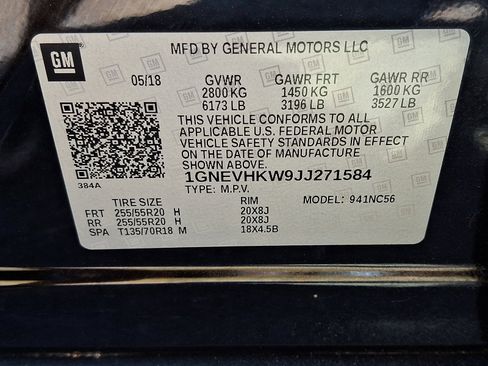 GM
MFD BY GENERAL MOTORS LLC
05/18 GVWR GAWR FRT GAWR RR
2800 KG 1450 KG 1600 KG
6173 LB 3196 LB 3527 LB
THIS VEHICLE CONFORMS TO ALL
APPLICABLE U.S. FEDERAL MOTOR
VEHICLE SAFETY STANDARDS IN EFFECT
ON THE DATE OF MANUFACTURE
SHOWN ABOVE.
384A
1GNEVHKW9JJ271584
TYPE: M.P.V. MODEL: 941NC56
TIRE SIZE RIM
FRT 255/55R20 H 20X8J
RR 255/55R20 H 20X8J
SPA T135/70R18 M 18X4.5B